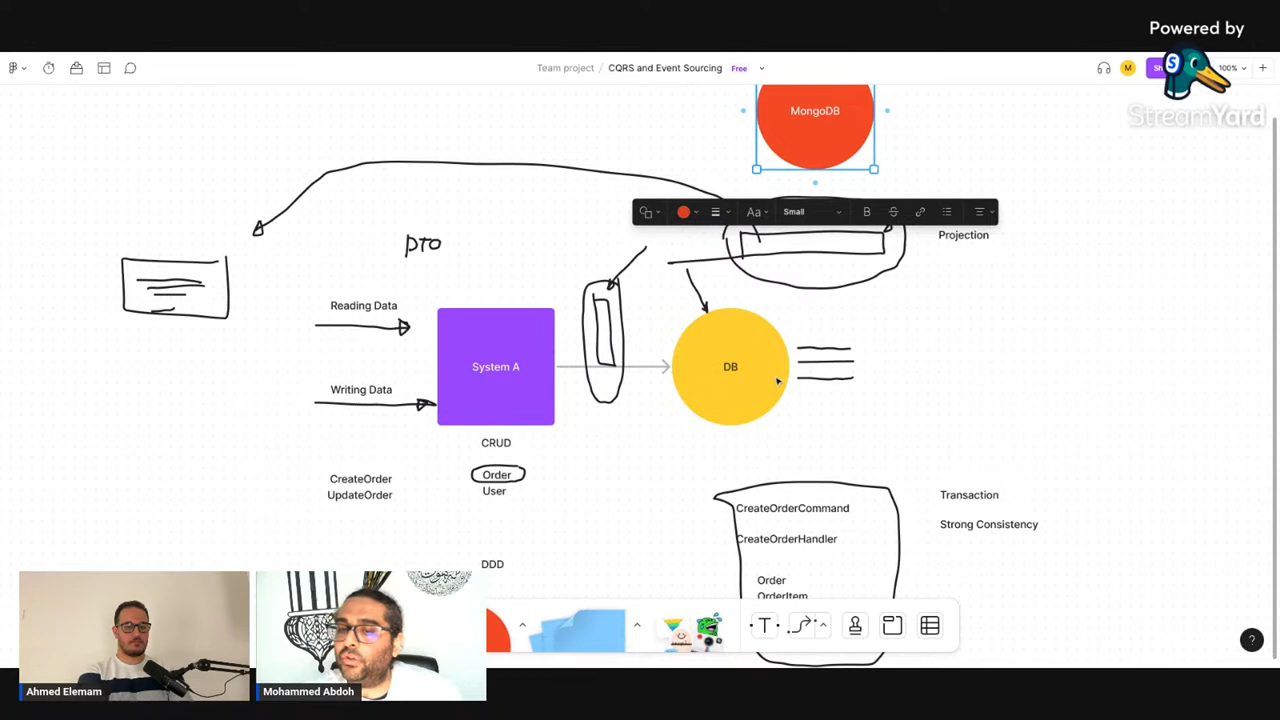 Powered by
StreamYard
Team project / CQRS and Event Sourcing Free
M
100%
MongoDB
Aa Small B S
Projection
DTO
Reading Data
System A
DB
Writing Data
CRUD
Order
User
CreateOrder
UpdateOrder
Transaction
Strong Consistency
CreateOrderCommand
CreateOrderHandler
DDD
Order
OrderItem
T
?
Ahmed Elemam
Mohammed Abdoh